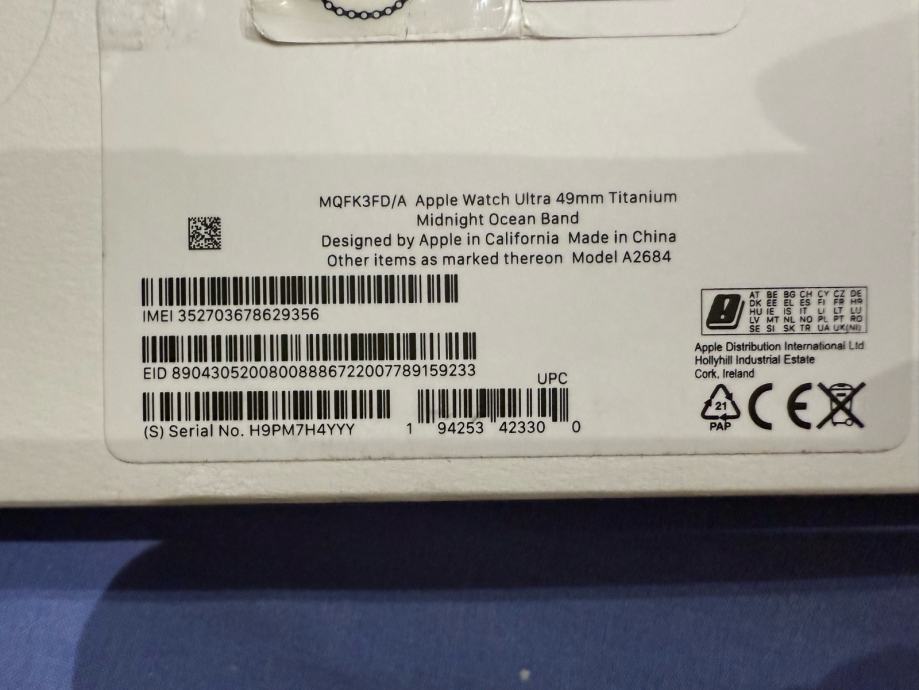 MQFK3FD/A Apple Watch Ultra 49mm Titanium
Midnight Ocean Band
Designed by Apple in California Made in China
Other items as marked thereon Model A2684
IMEI 352703678629356
EID 89043052008008886722007789159233
UPC
(S) Serial No. H9PM7H4YYY
1 94253 42330 0
AT BE BG CH CY CZ DE
DK EE EL ES FI FR HR
HU IE IS IT LI LT LU
LV MT NL NO PL PT RO
SE SI SK TR UA UK(NI)
Apple Distribution International Ltd
Hollyhill Industrial Estate
Cork, Ireland
21
PAP
CE